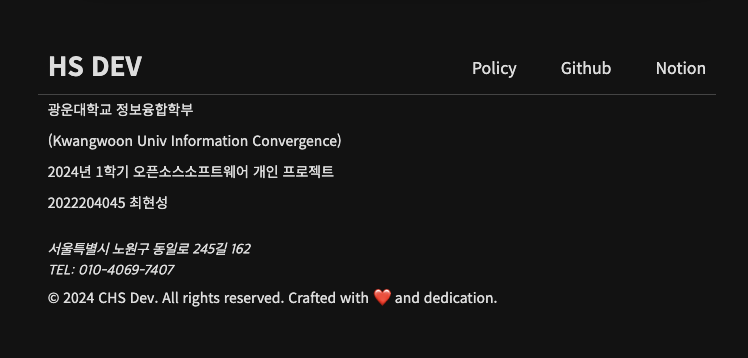 HS DEV
Policy Github Notion
광운대학교 정보융합학부
(Kwangwoon Univ Information Convergence)
2024년 1학기 오픈소스소프트웨어 개인 프로젝트
2022204045 최현성
서울특별시 노원구 동일로 245길 162
TEL: 010-4069-7407
© 2024 CHS Dev. All rights reserved. Crafted with ❤️ and dedication.